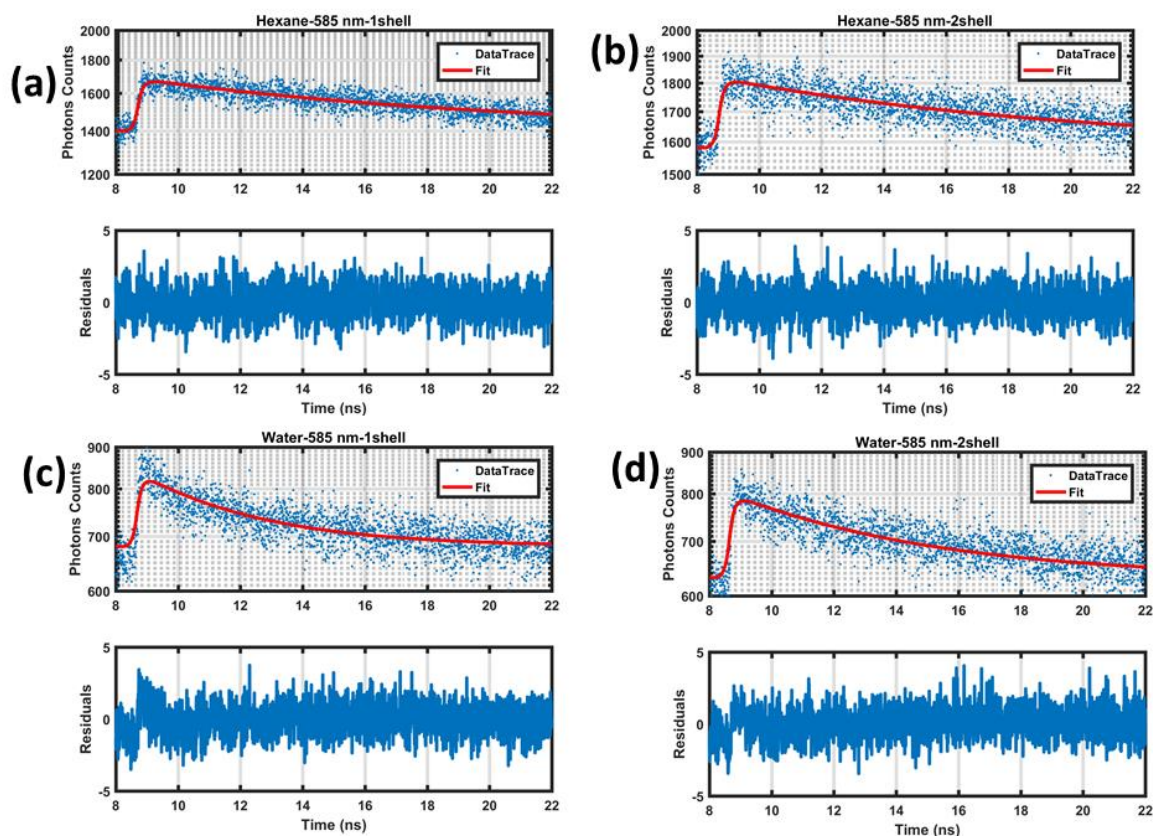 (a)
Hexane-585 nm-1shell
Photons Counts
2000
1800
1600
1400
1200
DataTrace
Fit
8 10 12 14 16 18 20 22
Residuals
5
0
-5
8 10 12 14 16 18 20 22
Time (ns)
(b)
Hexane-585 nm-2shell
Photons Counts
2000
1900
1800
1700
1600
1500
DataTrace
Fit
8 10 12 14 16 18 20 22
Residuals
5
0
-5
8 10 12 14 16 18 20 22
Time (ns)
(c)
Water-585 nm-1shell
Photons Counts
900
800
700
600
DataTrace
Fit
8 10 12 14 16 18 20 22
Residuals
5
0
-5
8 10 12 14 16 18 20 22
Time (ns)
(d)
Water-585 nm-2shell
Photons Counts
900
800
700
600
DataTrace
Fit
8 10 12 14 16 18 20 22
Residuals
5
0
-5
8 10 12 14 16 18 20 22
Time (ns)